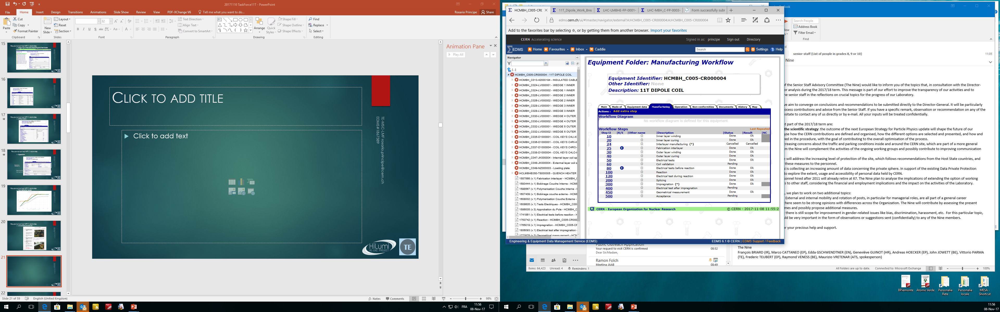 20171110 TaskForce11T - PowerPoint
File Home Insert Design Transitions Animations Slide Show Review View PDF-XChange V6 Tell me what you want to do... Rosario Principe Share
Paste
Cut
Copy
Format Painter
Clipboard
New Slide
Layout
Reset
Section
Slides
32
Font
Text Direction
Align Text
Convert to SmartArt
Paragraph
Arrange
Quick Styles
Shape Fill
Shape Outline
Shape Effects
Drawing
Find
Replace
Select
Editing
15
16
17
18
19
20
21
22
CLICK TO ADD TITLE
Click to add text
TE-MSC-LMF rosario.principe@cern.ch
EDMS#1867389
HiLumi
HL-LHC PROJECT
TE
Animation Pane
Play All
Slide 21 of 59 English (United Kingdom) Notes Comments 98%
FRA 11:56 08-Nov-17
HCMBH_C005-CR0 11T_Dipole_Work_Brea LHC-LMBHE-FP-0001- LHC-MBH_C-FP-0003- Form successfully subr
edms.cern.ch/ui/#!master/navigator/external?A:HCMBH_C005-CR000004:A:HCMBH_C005-CR000004
Add to the favorites bar by selecting ☆, or by getting them from another browser. Import your favorites
CERN Accelerating science Signed in as: principe Sign out Directory
EDMS Home Favourites Inbox Caddie Search Settings Help
Navigator
[...]
HCMBH_C005-CR000004 - 11T DIPOLE COIL
HCMBH_C013-42000194 - INSULATED CABLE
HCMBH_C024-LV000001 - WEDGE 1 INNER
HCMBH_C024-LV000002 - WEDGE 1 INNER
HCMBH_C026-LV000001 - WEDGE 2 INNER
HCMBH_C026-LV000002 - WEDGE 2 INNER
HCMBH_C028-LV000001 - WEDGE 3 INNER
HCMBH_C028-LV000002 - WEDGE 3 INNER
HCMBH_C030-LV000001 - WEDGE 4 OUTER
HCMBH_C030-LV000002 - WEDGE 4 OUTER
HCMBH_C032-LV000001 - WEDGE 5 OUTER
HCMBH_C032-LV000002 - WEDGE 5 OUTER
HCMBH_C035-D1000001 - COIL KEYS C4LI-K
HCMBH_C036-D1000001 - COIL KEYS C4RI-K
HCMBH_C037-D1000004 - COIL KEYS C4RO-
HCMBH_C038-D1000004 - COIL KEYS C4LO-
HCMBH_C047-JK000004 - Internal layer coil sp
HCMBH_C048-JK000004 - External layer coil s
HCMBH_C049-NZ000003 - Loading plate
HCLMBHE050-T8000005 - QUENCH HEATER
1557566 (v.1) Fabrication interlayer - HCMBH_C
1593444 (v.1) Bobinage Couche Interne - HCM
1598567 (v.1) Polymerisation Couche Interne -
1607409 (v.1) Bobinage couche externe - HCM
1608002 (v.1) Polymerisation Couche Externe -
1608605 (v.1) Tests Electriques - HCMBH_C00
1586005 (v.3) Approbation du Pole - HCMBH_C
1741861 (v.1) Electrical tests before reaction - H
1753742 (v.1) Reaction - HCMBH_C005-CR000
1765019 (v.1) Impregnation - HCMBH_C005-CF
1806093 (v.1) Electrical test after impregnation -
1773878 (v.3) Geometrical measurement - HCM
Equipment Folder: Manufacturing Workflow
Equipment Identifier: HCMBH_C005-CR000004
Other Identifier: None
Description: 11T DIPOLE COIL
Main Made of Equipment data Manufacturing Operation Non-conformities Documents History Map
Actions : Add extra step
Workflow Diagram
No workflow diagram is defined for this equipment
Workflow Steps Last Repeated
Step |R/E |Other name |Description |Status |Result |NC
10 () Inner layer winding Done Ok
20 () Inner layer curing Done Ok
24 () Interlayer manufacturing (*) Cancelled Cancelled
25 E () Fabrication interlayer Done Ok
30 () Outer layer winding Done Ok
40 () Outer layer curing Done Ok
50 () Electrical tests Done Ok
60 () Coil validation Pending
80 E () Electrical tests before reaction Done Ok
100 () Reaction Done Ok
120 () Electrical test during reaction Done Ok
200 () Splicing Done Ok
300 () Impregnation (*) Done Ok
400 () Electrical test after impregnation Pending
450 () Geometrical measurement Done Ok
500 () Acceptance Pending
CERN - European Organization for Nuclear Research © CERN - 2017-11-08 11:55:2
Engineering & Equipment Data Management Service (EDMS) EDMS 6.1 © CERN | EDMS Support / Feedback
Search People
Address Book
Filter Email
Find
senior-staff (List of people in grades 8, 9 or 10) 11:05
Nine
of the Senior Staff Advisory Committee (The Nine) would like to inform you of the topics that, in consultation with the Director-
or analysis during the 2017/18 term. This message is part of our effort to improve the transparency of our activities and to
he senior staff in the reflections on crucial topics for the progress of our Laboratory.
we aim to converge on conclusions and recommendations to be submitted directly to the Director-General. It will be particularly
ocess contributions and advice from the Senior Staff. If you have a specific remark, observation or recommendation on any of the
esitate to contact any of us directly or by e-mail. All your inputs will be treated confidentially.
st part of the 2017/18 term are:
the scientific strategy: the outcome of the next European Strategy for Particle Physics update will shape the future of our
yse how the CERN contributions are defined and organised, how the different options are selected and presented, and how and
ved in the procedure, with the goal of contributing to the overall optimisation of the process.
creasing concerns about the traffic and parking conditions inside and around the CERN site, which are part of a more general
m the Nine will complement the activities of the ongoing working groups and possibly contribute to improving communication
e will address the increasing level of protection of the site, which follows recommendations from the Host State countries, and
these measures to the personnel.
N is collecting an increasing amount of data concerning the private sphere. In support of the existing Data Private Protection
to explore the extent, usage and accessibility of personal data held by CERN.
sonnel hired after 2011 will already retire at 67. The Nine plan to analyse the implications of extending the option of working
s to other staff, considering the financial and employment implications and the impact on the activities of the Laboratory.
, we plan to work on two additional topics:
External and internal mobility and rotation of posts, in particular for managerial roles, are all part of a general career
here seem to be strong opinions with differences across the Organization. The Nine will contribute by assessing the present
mes and possibly propose additional measures.
t there is still scope for improvement in gender-related issues like bias, discrimination, harassment, etc. For this particular topic,
uld be very important in the form of observations or suggestions sent (confidentially) to any of the Nine members.
or your precious help and support.
The Nine
François BRIARD (IR), Marco CATTANEO (EP), Edda GSCHWENDTNER (EN), Geneviève GUINOT (HR), Andreas HOECKER (EP), John JOWETT (BE), Vittorio PARMA
(TE), Frederic TEUBERT (EP), Raymond VENESS (BE), Maurizio VRETENAR (ATS, spokesperson)
Public Outreach Application
Your request to visit CERN is confirmed 08:52
Dear Sir/Madam,
Ramon Folch
Meeting JAAB 08:49
Items: 64,423 Unread: 4 Reminders: 1 All folders are up to date. Connected to: Microsoft Exchange 100%
BPiemonte
Atomo Verde
Personalia Rete
Personalia locale
MESA - Shortcut
11:56
08-Nov-17